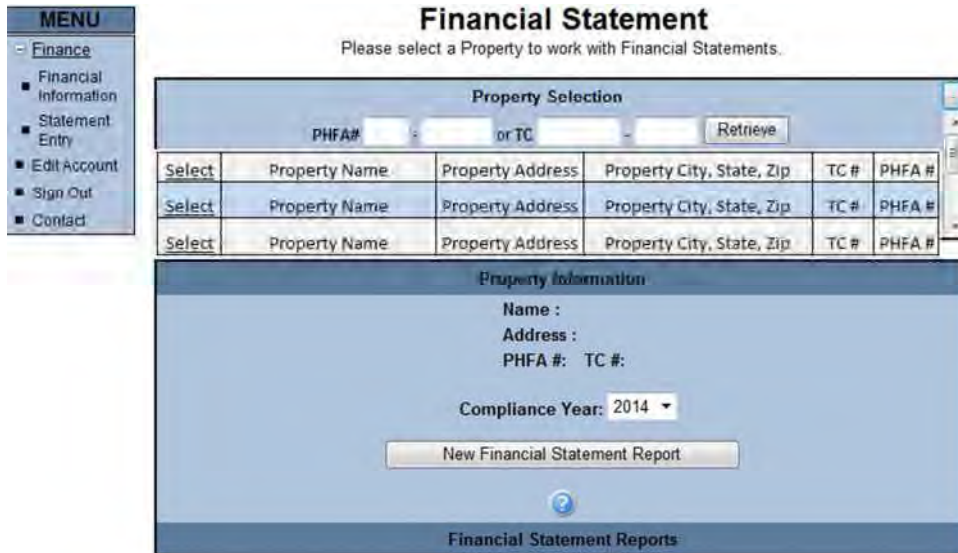 MENU
Finance
Financial
Information
Statement
Entry
Edit Account
Sign Out
Contact
Financial Statement
Please select a Property to work with Financial Statements.
Property Selection
PHFA# - or TC - Retrieve
Select Property Name Property Address Property City, State, Zip TC # PHFA #
Select Property Name Property Address Property City, State, Zip TC # PHFA #
Select Property Name Property Address Property City, State, Zip TC # PHFA #
Property Information
Name :
Address :
PHFA #: TC #:
Compliance Year: 2014
New Financial Statement Report
?
Financial Statement Reports